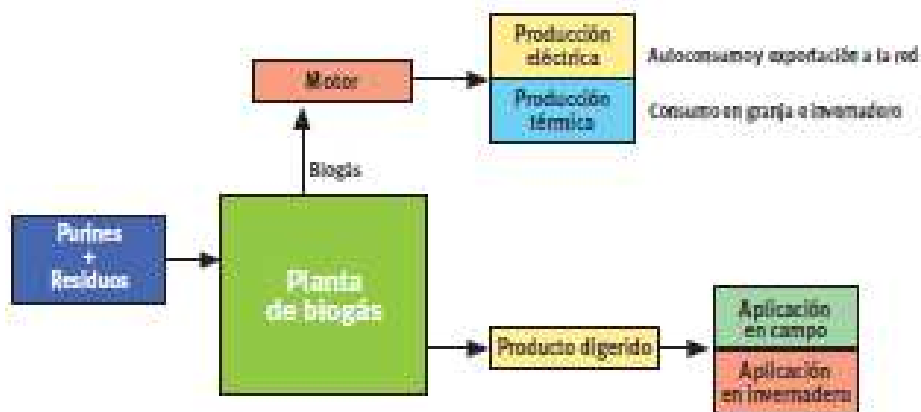 Producción
eléctrica
Autoconsumo y exportación a la red
Motor
Producción
térmica
Consumo en granja e invernadero
Biogás
Purines
+
Residuos
Planta
de biogás
Producto digerido
Aplicación
en campo
Aplicación
en invernadero